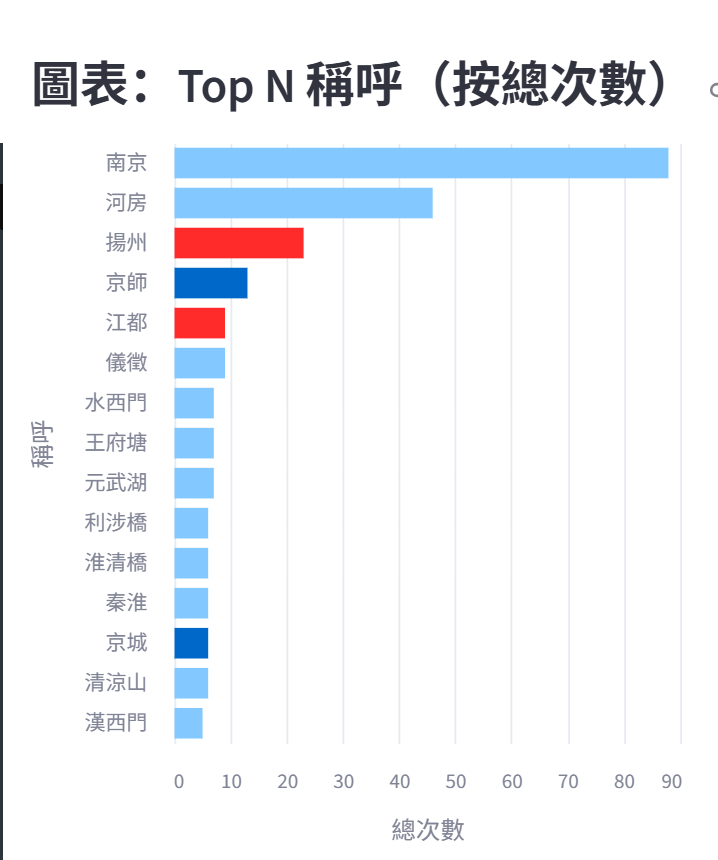 圖表：Top N 稱呼（按總次數）
南京
河房
揚州
京師
江都
儀徵
水西門
王府塘
元武湖
利涉橋
淮清橋
秦淮
京城
清涼山
漢西門
稱呼
0 10 20 30 40 50 60 70 80 90
總次數